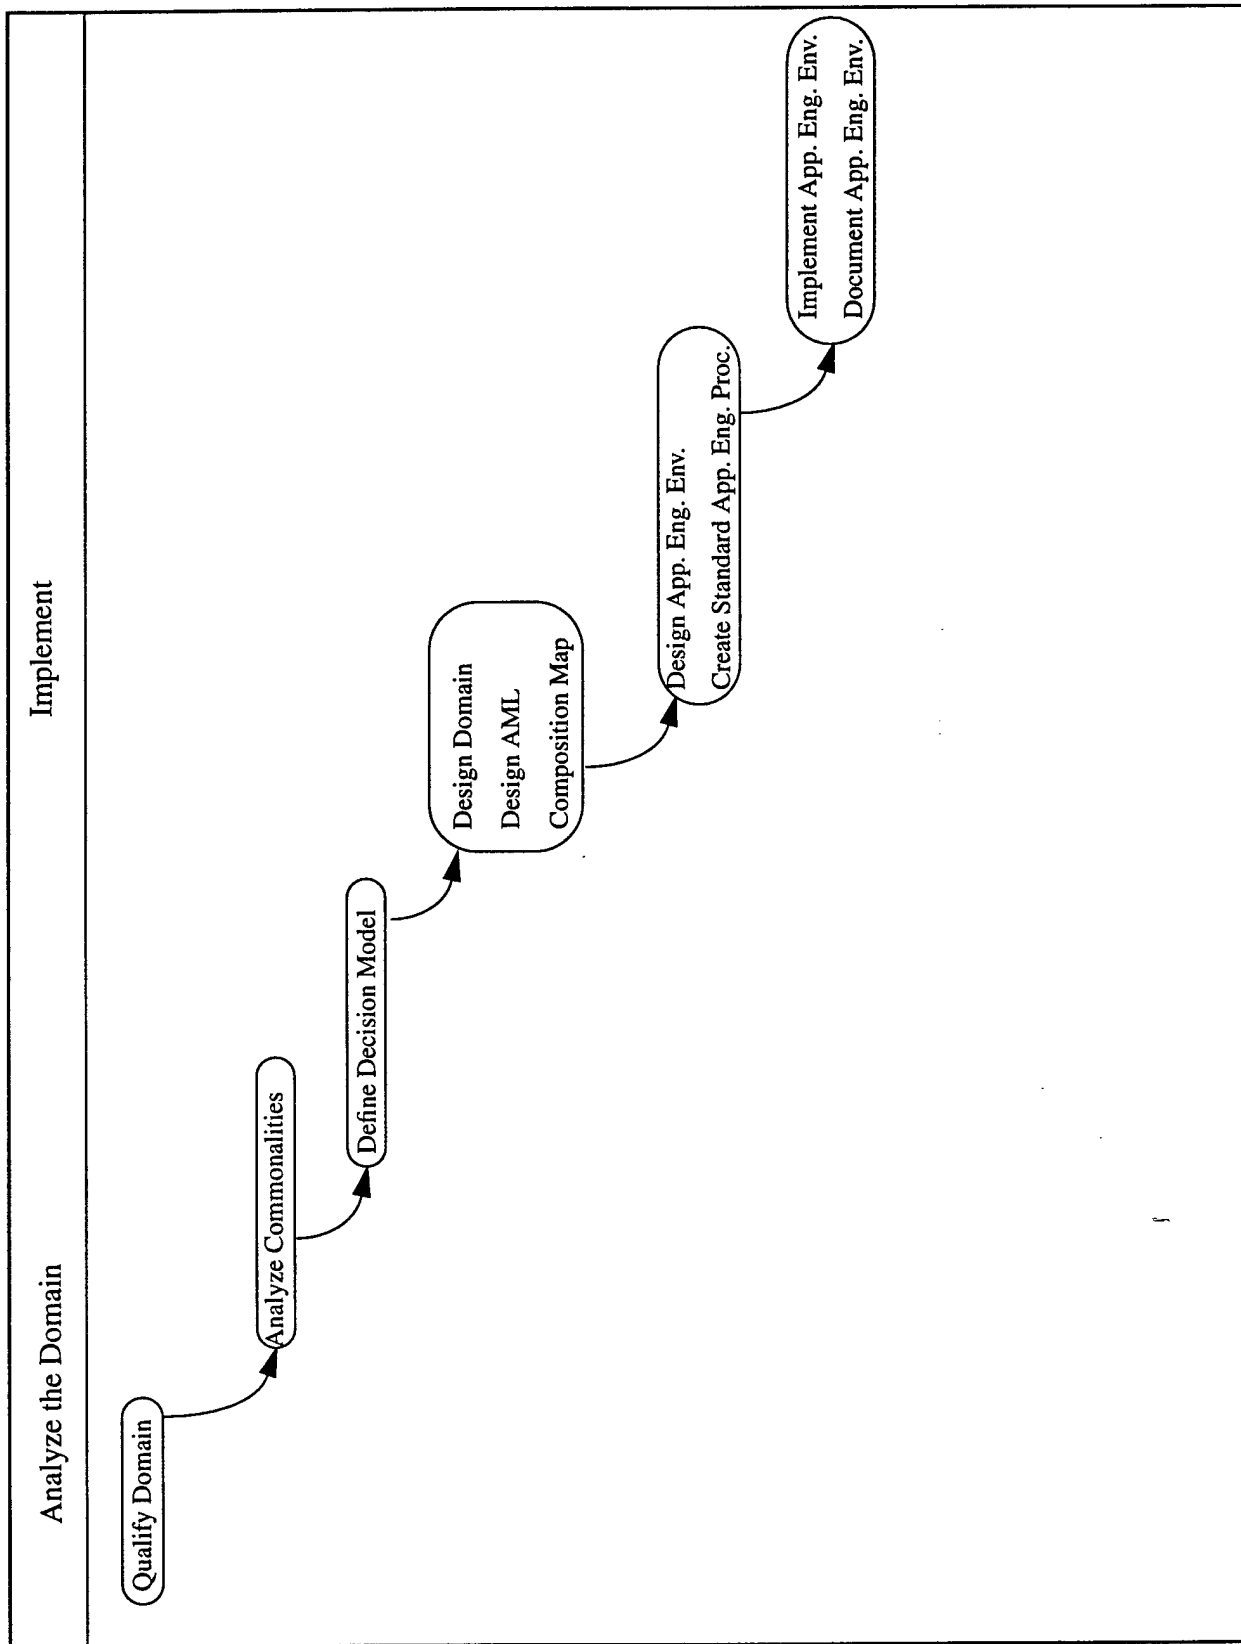 Analyze the Domain
Implement
Qualify Domain
Analyze Commonalities
Define Decision Model
Design Domain
Design AML
Composition Map
Design App. Eng. Env.
Create Standard App. Eng. Proc.
Implement App. Eng. Env.
Document App. Eng. Env.